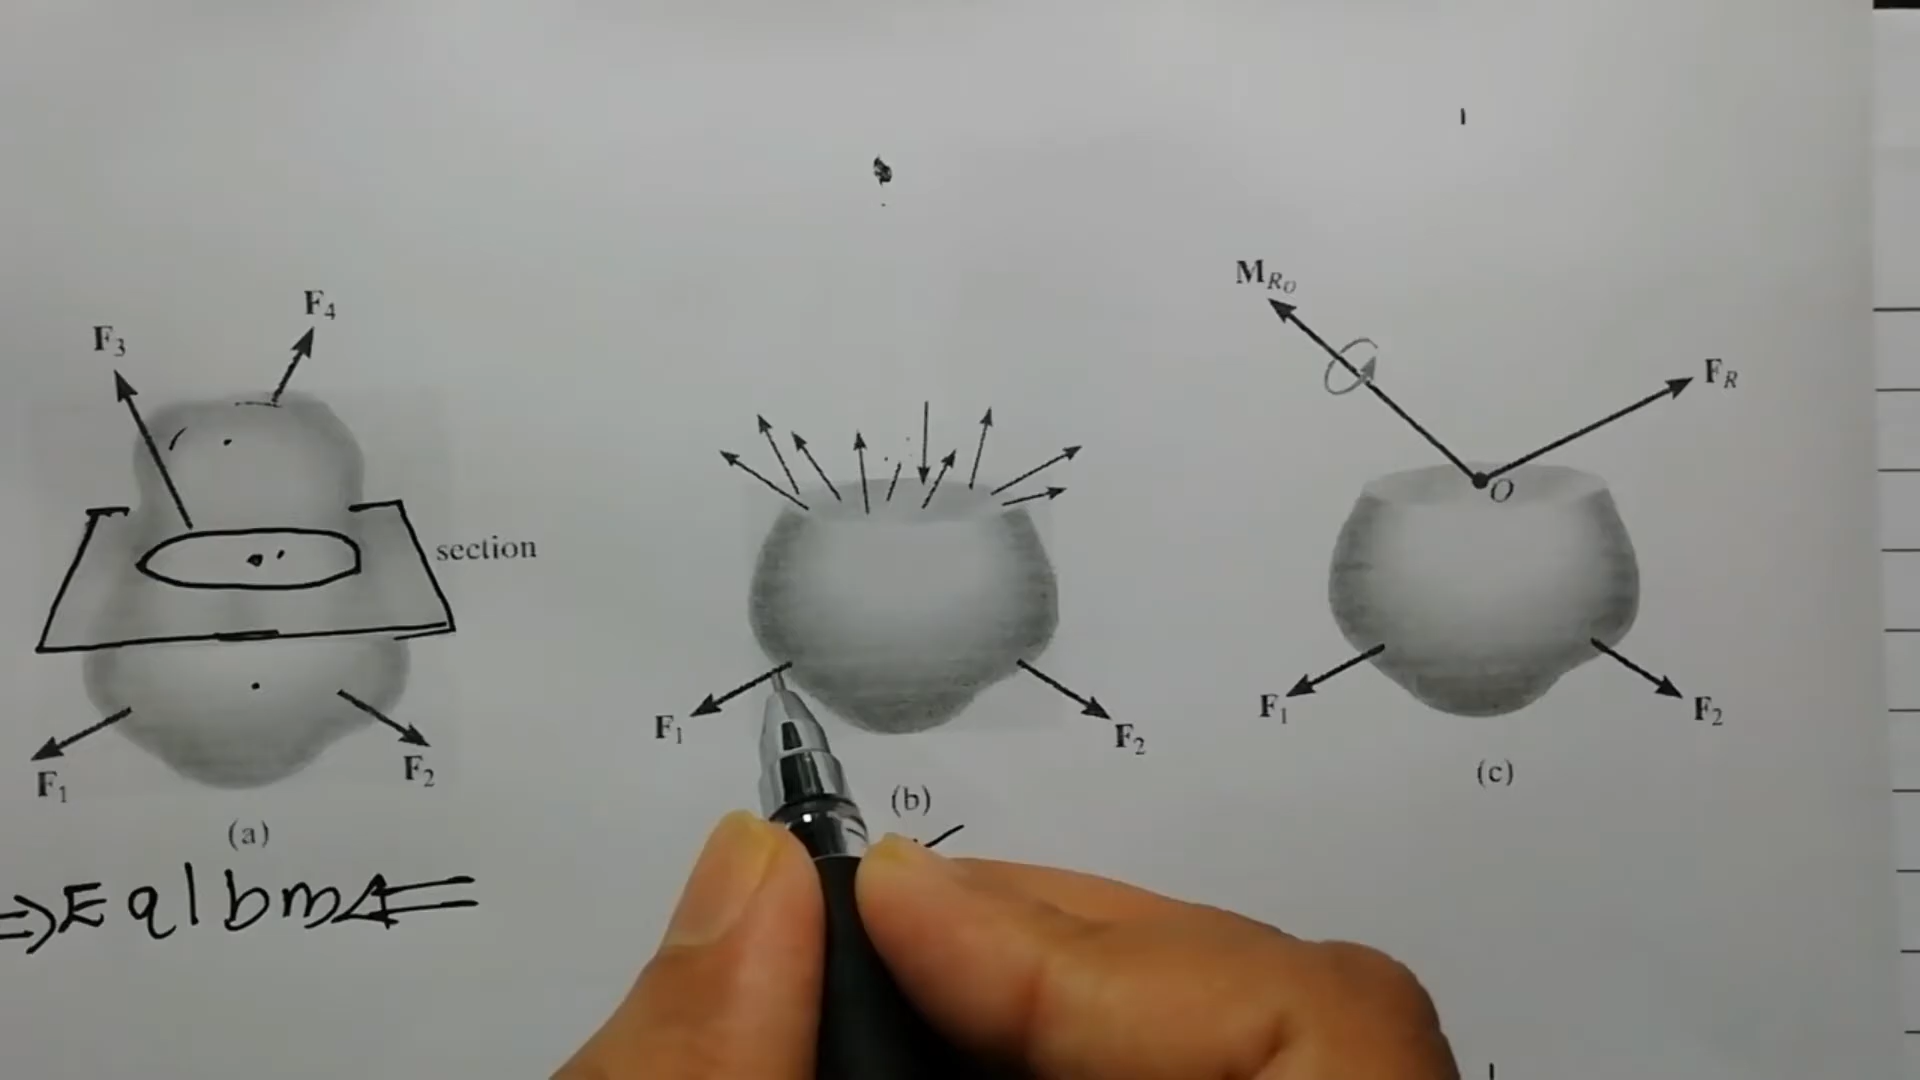 F4
F3
section
F1
F2
(a)
⇒Eqlbm⇐
F1
F2
(b)
MRO
FR
O
F1
F2
(c)